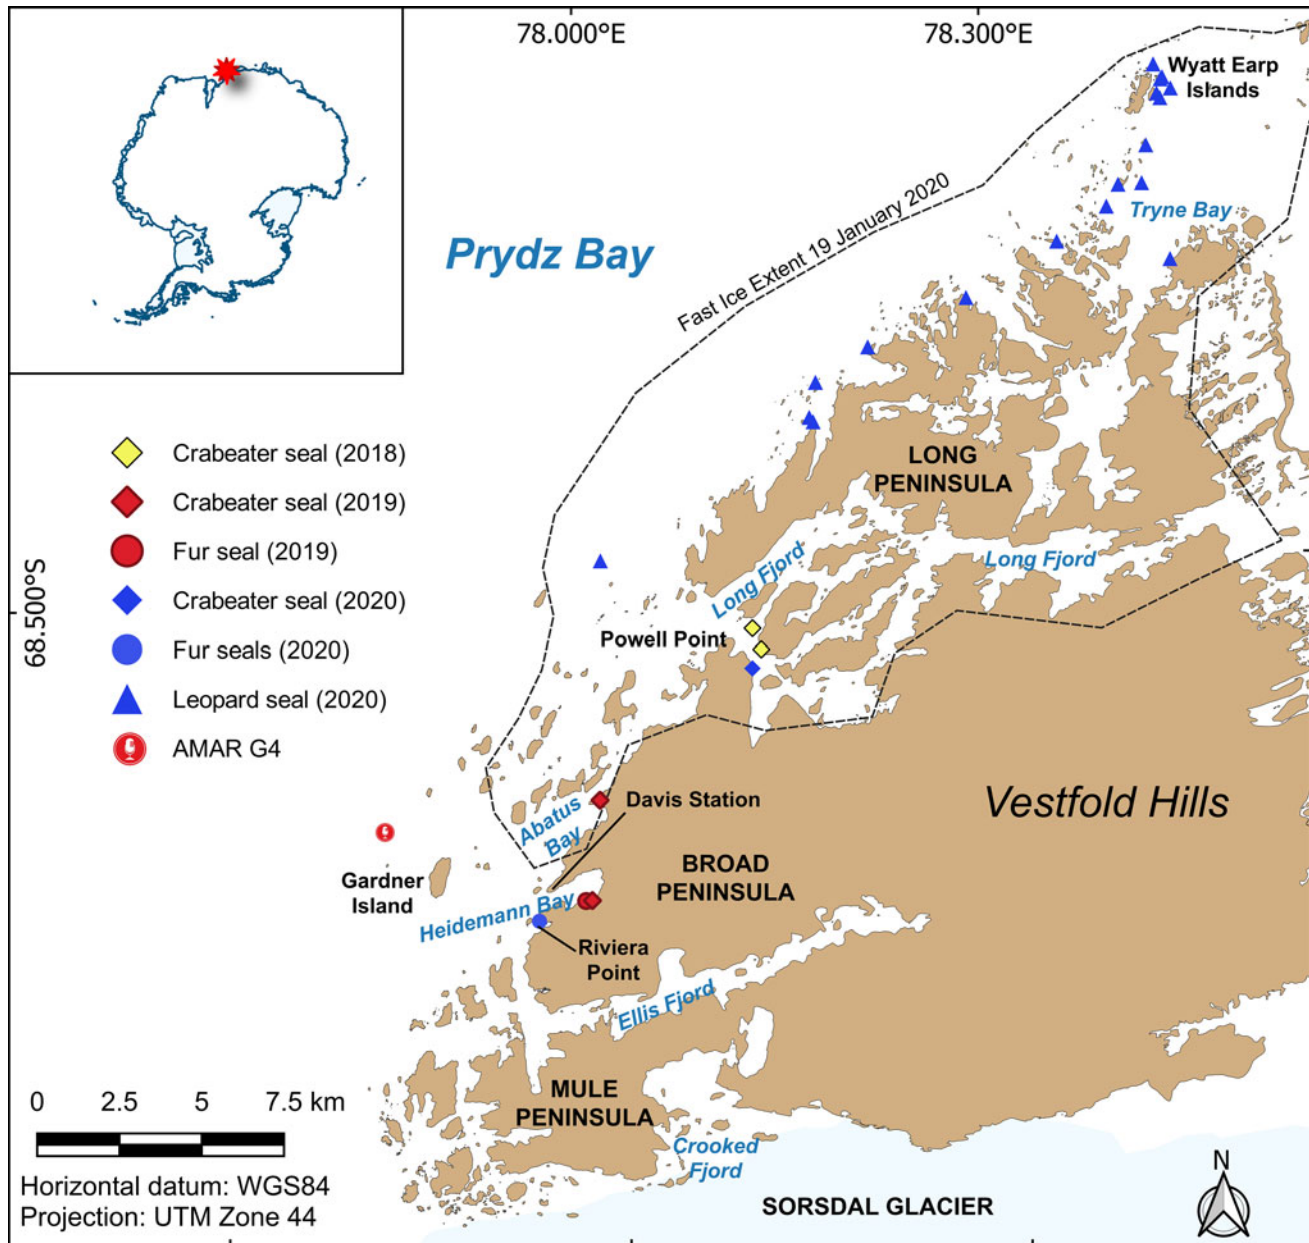 78.000°E
78.300°E
Wyatt Earp
Islands
Tryne Bay
Prydz Bay
Fast Ice Extent 19 January 2020
Crabeater seal (2018)
Crabeater seal (2019)
Fur seal (2019)
Crabeater seal (2020)
Fur seals (2020)
Leopard seal (2020)
AMAR G4
68.500°S
LONG
PENINSULA
Long Fjord
Long Fjord
Powell Point
Davis Station
Abatus
Bay
Vestfold Hills
Gardner
Island
BROAD
PENINSULA
Heidemann Bay
Riviera
Point
Ellis Fjord
MULE
PENINSULA
Crooked
Fjord
SORSDAL GLACIER
0 2.5 5 7.5 km
Horizontal datum: WGS84
Projection: UTM Zone 44
N